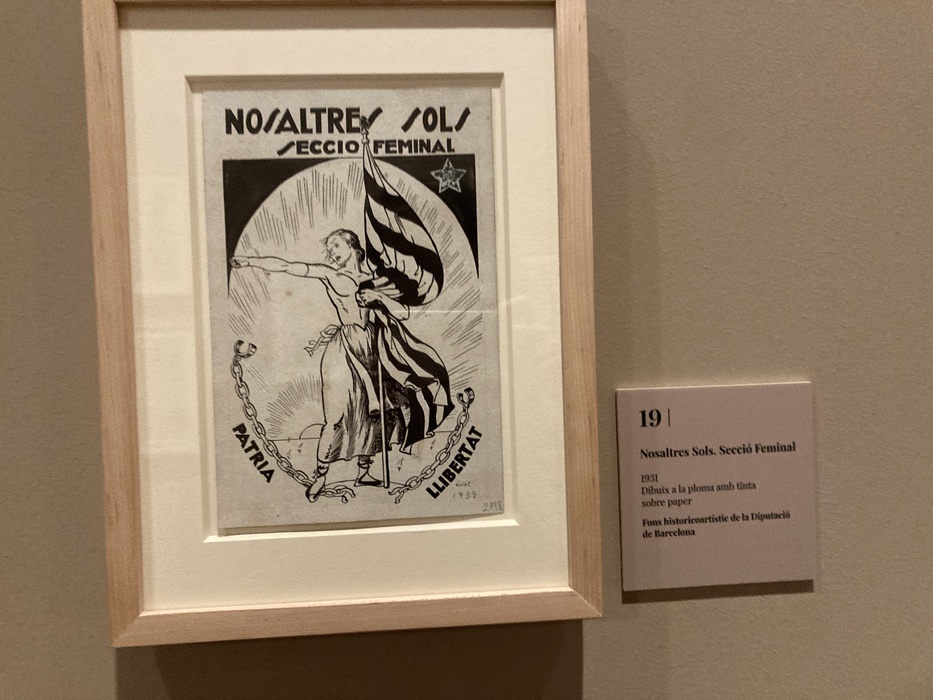 NOSALTRES SOLS
SECCIO FEMINAL
PATRIA
LLIBERTAT
2198
19
Nosaltres Sols. Secció Feminal
1931
Dibuix a la ploma amb tinta
sobre paper
Fons historicoartístic de la Diputació
de Barcelona